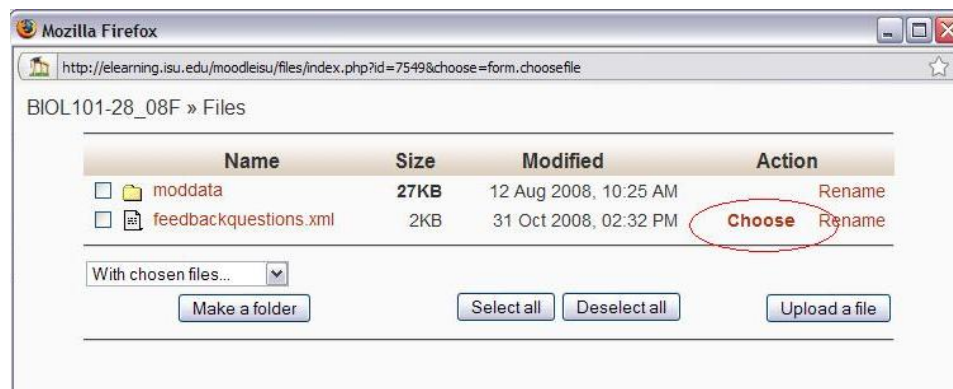 Mozilla Firefox
http://elearning.isu.edu/moodleisu/files/index.php?id=7549&choose=form.choosefile
BIOL101-28_08F » Files
Name Size Modified Action
moddata 27KB 12 Aug 2008, 10:25 AM Rename
feedbackquestions.xml 2KB 31 Oct 2008, 02:32 PM Choose Rename
With chosen files...
Make a folder Select all Deselect all Upload a file